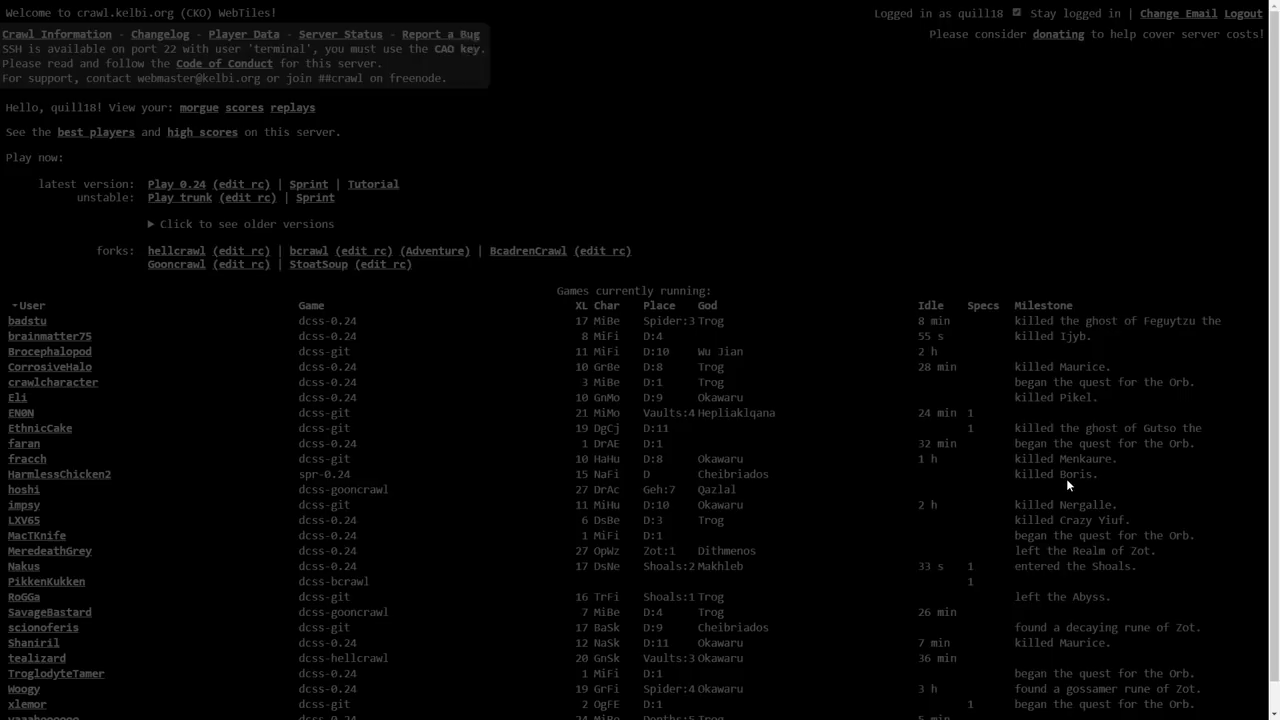 Welcome to crawl.kelbi.org (CKO) WebTiles! Logged in as quill18 Stay logged in | Change Email Logout
Crawl Information - Changelog - Player Data - Server Status - Report a Bug Please consider donating to help cover server costs!
SSH is available on port 22 with user 'terminal', you must use the CAO key.
Please read and follow the Code of Conduct for this server.
For support, contact webmaster@kelbi.org or join ##crawl on freenode.
Hello, quill18! View your: morgue scores replays
See the best players and high scores on this server.
Play now:
latest version: Play 0.24 (edit rc) | Sprint | Tutorial
unstable: Play trunk (edit rc) | Sprint
Click to see older versions
forks: hellcrawl (edit rc) | bcrawl (edit rc) (Adventure) | BcadrenCrawl (edit rc)
Gooncrawl (edit rc) | StoatSoup (edit rc)
Games currently running:
User Game XL Char Place God Idle Specs Milestone
badstu dcss-0.24 17 MiBe Spider:3 Trog 8 min killed the ghost of Feguytzu the
brainmatter75 dcss-0.24 8 MiFi D:4 55 s killed Ijyb.
Brocephalopod dcss-git 11 MiFi D:10 Wu Jian 2 h
CorrosiveHalo dcss-0.24 10 GrBe D:8 Trog 28 min killed Maurice.
crawlcharacter dcss-0.24 3 MiBe D:1 Trog began the quest for the Orb.
Eli dcss-0.24 10 GnMo D:9 Okawaru killed Pikel.
EN0N dcss-git 21 MiMo Vaults:4 Hepliaklqana 24 min 1
EthnicCake dcss-git 19 DgCj D:11 1 killed the ghost of Gutso the
faran dcss-0.24 1 DrAE D:1 32 min began the quest for the Orb.
fracch dcss-git 10 HaHu D:8 Okawaru 1 h killed Menkaure.
HarmlessChicken2 spr-0.24 15 NaFi D Cheibriados killed Boris.
hoshi dcss-gooncrawl 27 DrAc Geh:7 Qazlal
impsy dcss-git 11 MiHu D:10 Okawaru 2 h killed Nergalle.
LXV65 dcss-0.24 6 DsBe D:3 Trog killed Crazy Yiuf.
MacTKnife dcss-0.24 1 MiFi D:1 began the quest for the Orb.
MeredeathGrey dcss-0.24 27 OpWz Zot:1 Dithmenos left the Realm of Zot.
Nakus dcss-0.24 17 DsNe Shoals:2 Makhleb 33 s 1 entered the Shoals.
PikkenKukken dcss-bcrawl 1
RoGGa dcss-git 16 TrFi Shoals:1 Trog left the Abyss.
SavageBastard dcss-gooncrawl 7 MiBe D:4 Trog 26 min
scionoferis dcss-git 17 BaSk D:9 Cheibriados found a decaying rune of Zot.
Shaniril dcss-0.24 12 NaSk D:11 Okawaru 7 min killed Maurice.
tealizard dcss-hellcrawl 20 GnSk Vaults:3 Okawaru 36 min
TroglodyteTamer dcss-0.24 1 MiFi D:1 began the quest for the Orb.
Woogy dcss-0.24 19 GrFi Spider:4 Okawaru 3 h found a gossamer rune of Zot.
xlemor dcss-0.24 2 OgFE D:1 1 began the quest for the Orb.